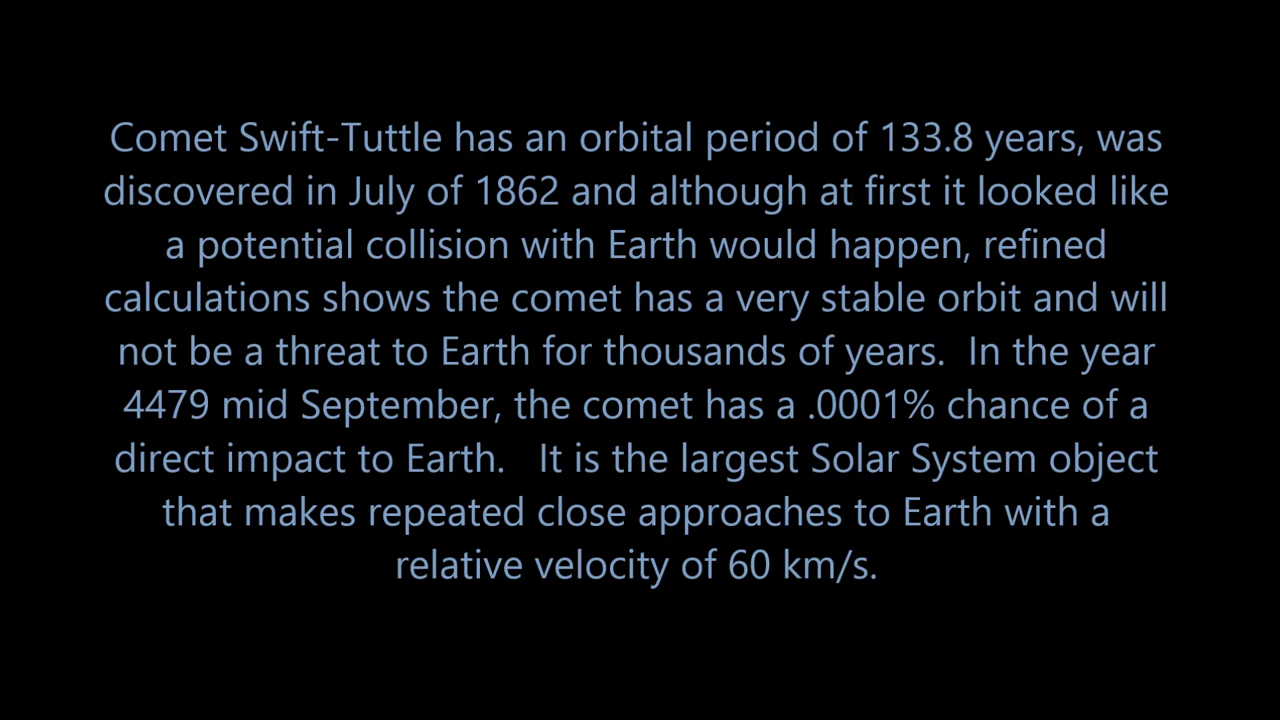 Comet Swift-Tuttle has an orbital period of 133.8 years, was
discovered in July of 1862 and although at first it looked like
a potential collision with Earth would happen, refined
calculations shows the comet has a very stable orbit and will
not be a threat to Earth for thousands of years.  In the year
4479 mid September, the comet has a .0001% chance of a
direct impact to Earth.   It is the largest Solar System object
that makes repeated close approaches to Earth with a
relative velocity of 60 km/s.